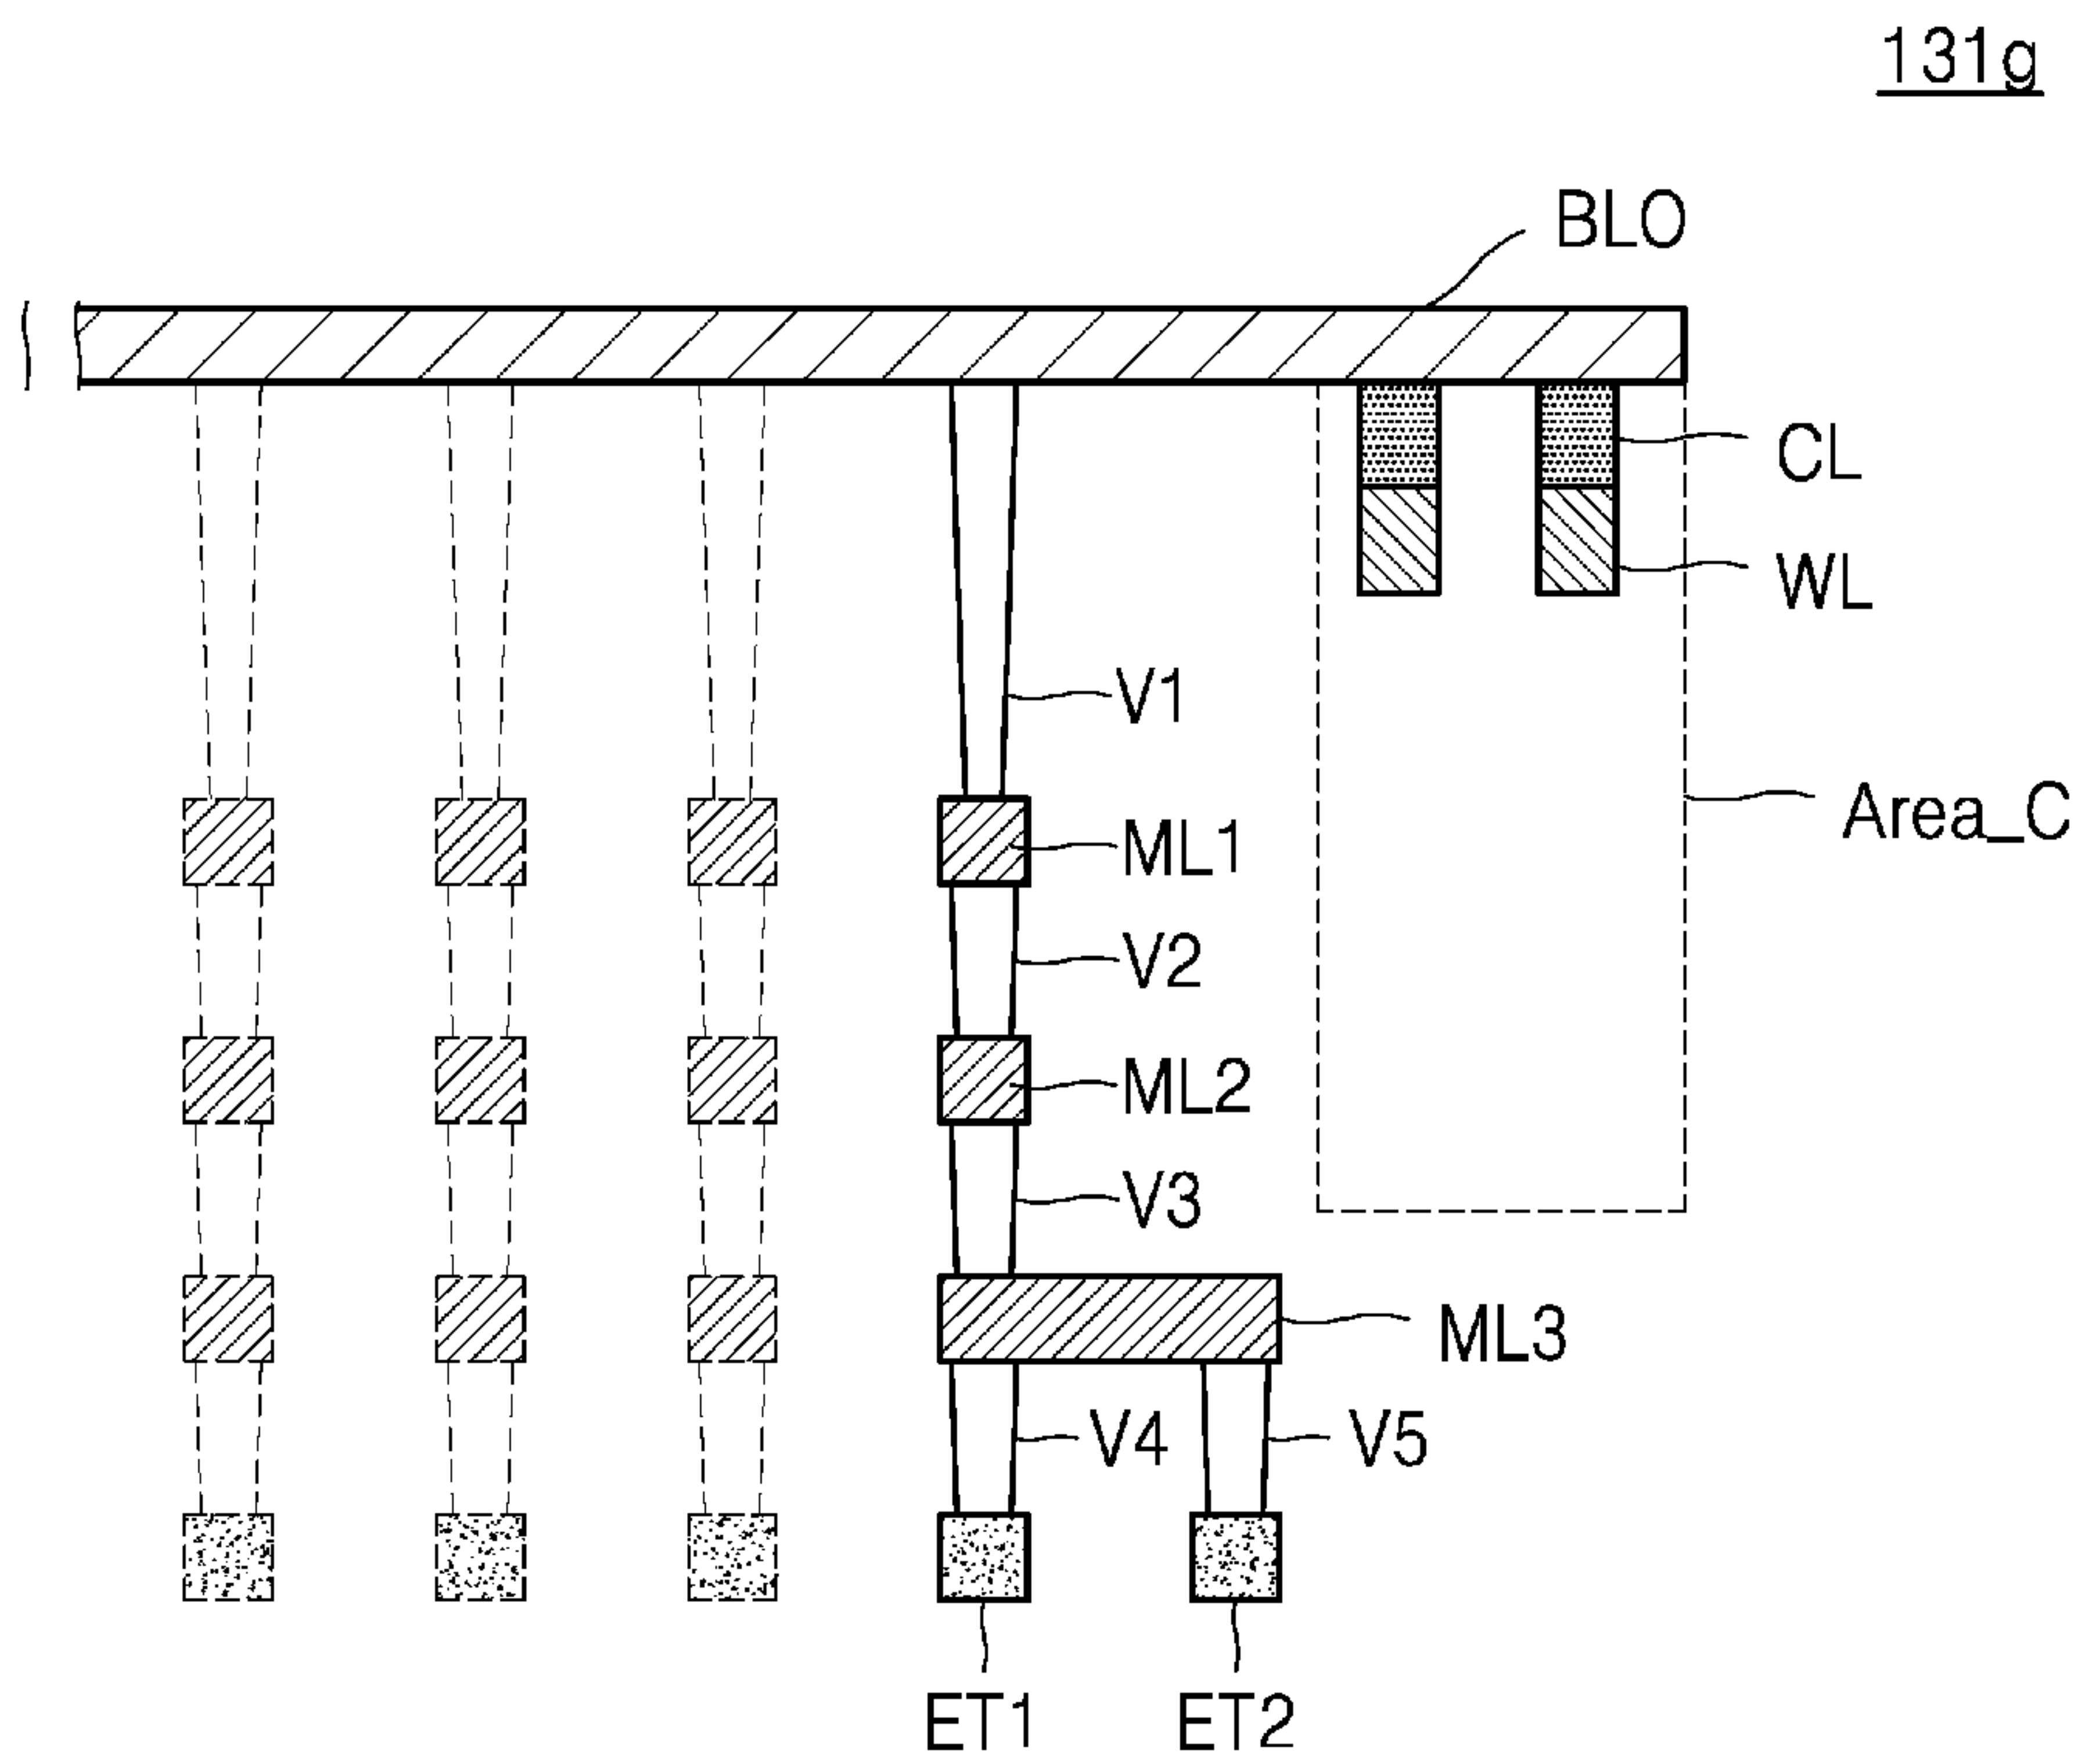 131g
BLO
CL
WL
V1
Area_C
ML1
V2
ML2
V3
ML3
V4
V5
ET1
ET2